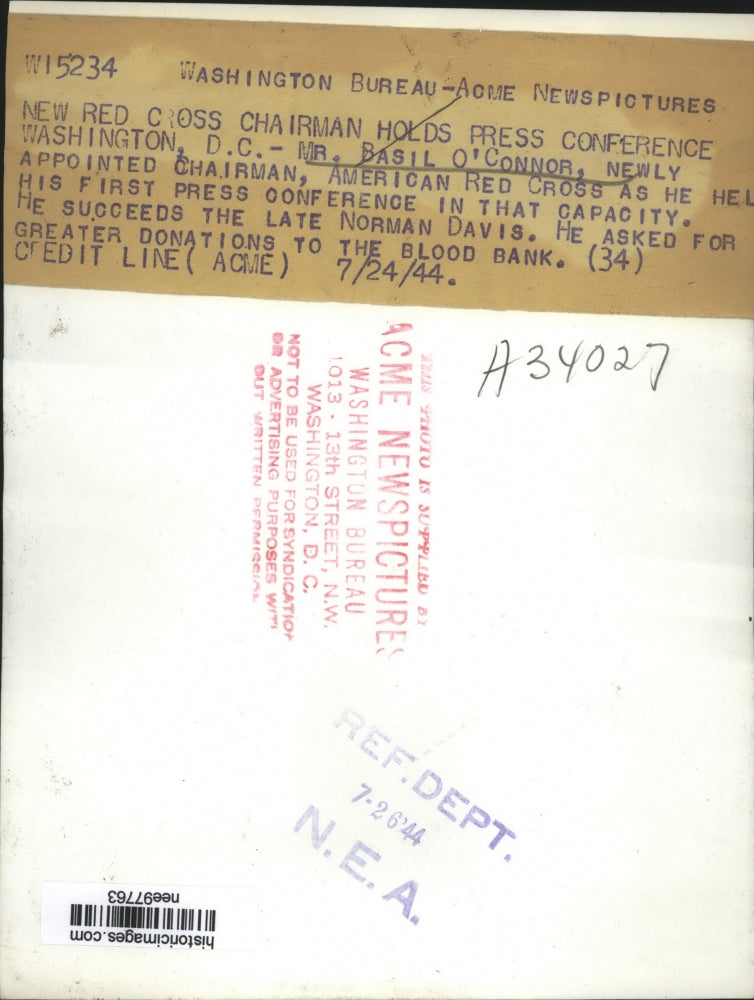 W15234 WASHINGTON BUREAU-ACME NEWSPICTURES
NEW RED CROSS CHAIRMAN HOLDS PRESS CONFERENCE
WASHINGTON, D.C.- MR. BASIL O'CONNOR, NEWLY
APPOINTED CHAIRMAN, AMERICAN RED CROSS AS HE HEL
HIS FIRST PRESS CONFERENCE IN THAT CAPACITY.
HE SUCCEEDS THE LATE NORMAN DAVIS. HE ASKED FOR
GREATER DONATIONS TO THE BLOOD BANK. (34)
CREDIT LINE( ACME) 7/24/44.
A34027
THIS PHOTO IS SUPPLIED BY
ACME NEWSPICTURES
WASHINGTON BUREAU
1013 - 13th STREET, N.W.
WASHINGTON, D. C.
NOT TO BE USED FOR SYNDICATION
OR ADVERTISING PURPOSES WITH
OUT WRITTEN PERMISSION
REF. DEPT.
7-26'44
N.E.A.
historicimages.com
nee97763